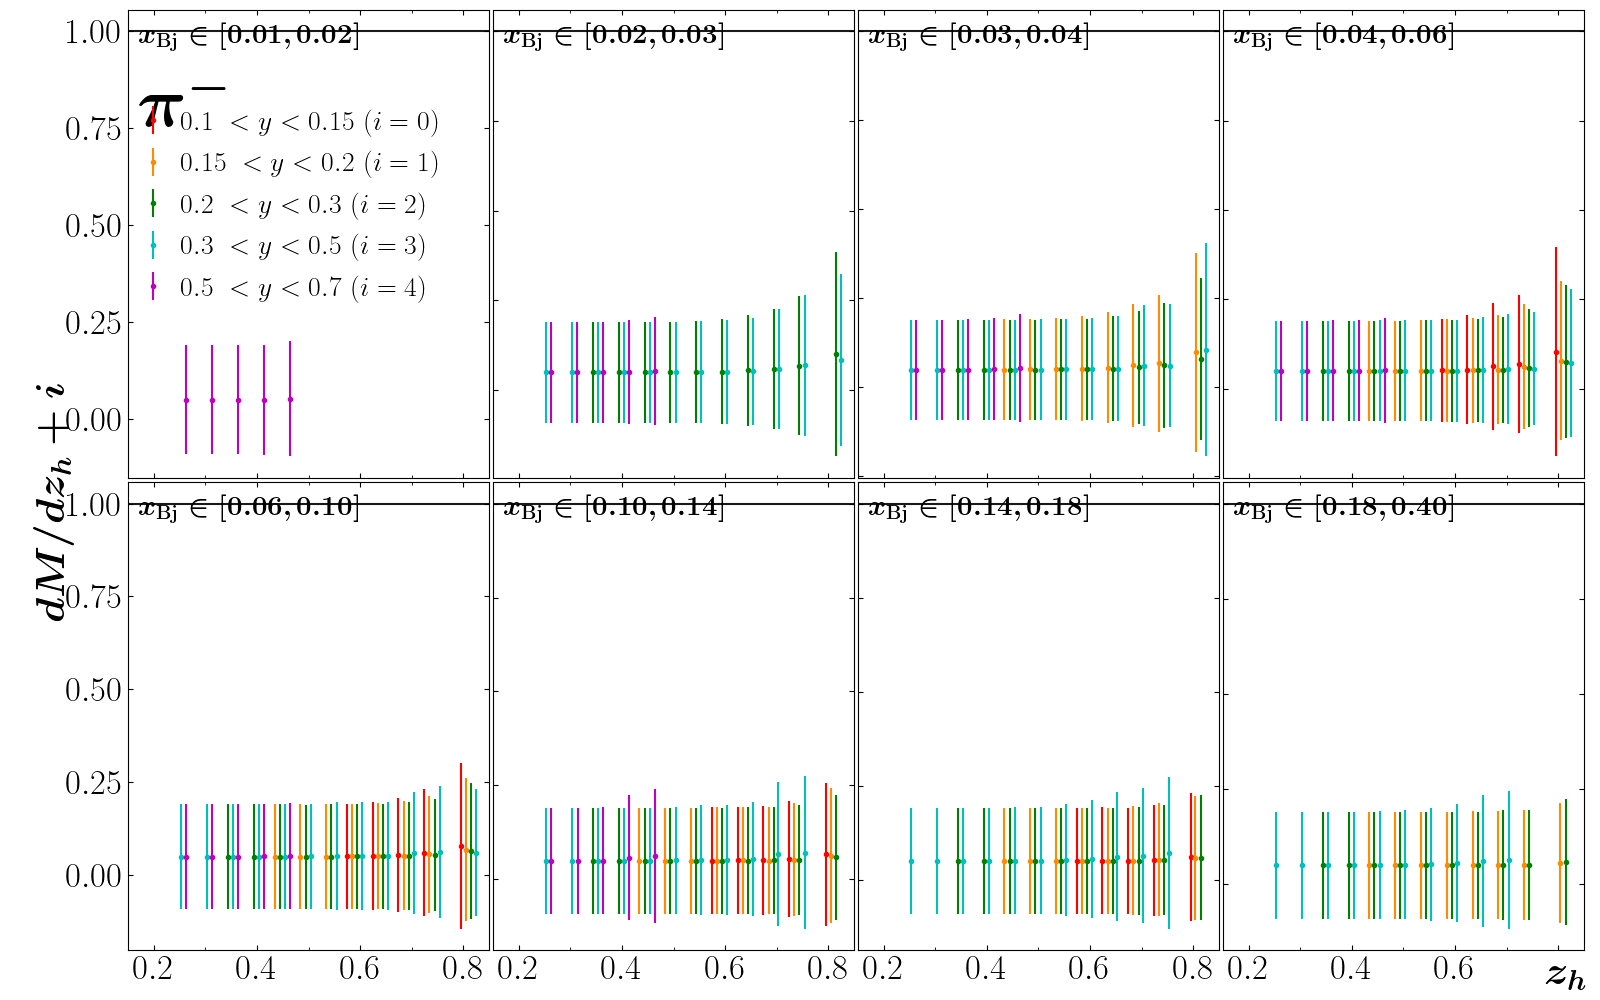 1.00
0.75
0.50
0.25
0.00
x_Bj ∈ [0.01, 0.02]
x_Bj ∈ [0.02, 0.03]
x_Bj ∈ [0.03, 0.04]
x_Bj ∈ [0.04, 0.06]
π⁻
0.1 < y < 0.15 (i = 0)
0.15 < y < 0.2 (i = 1)
0.2 < y < 0.3 (i = 2)
0.3 < y < 0.5 (i = 3)
0.5 < y < 0.7 (i = 4)
dM/dz_h + i
1.00
0.75
0.50
0.25
0.00
x_Bj ∈ [0.06, 0.10]
x_Bj ∈ [0.10, 0.14]
x_Bj ∈ [0.14, 0.18]
x_Bj ∈ [0.18, 0.40]
0.2 0.4 0.6 0.8
0.2 0.4 0.6 0.8
0.2 0.4 0.6 0.8
0.2 0.4 0.6
z_h